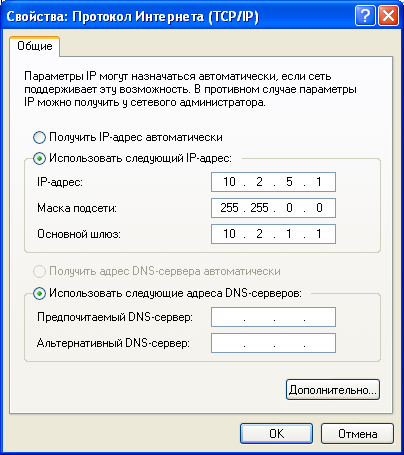 Свойства: Протокол Интернета (TCP/IP)
Общие
Параметры IP могут назначаться автоматически, если сеть
поддерживает эту возможность. В противном случае параметры
IP можно получить у сетевого администратора.
Получить IP-адрес автоматически
Использовать следующий IP-адрес:
IP-адрес: 10 . 2 . 5 . 1
Маска подсети: 255 . 255 . 0 . 0
Основной шлюз: 10 . 2 . 1 . 1
Получить адрес DNS-сервера автоматически
Использовать следующие адреса DNS-серверов:
Предпочитаемый DNS-сервер: . . .
Альтернативный DNS-сервер: . . .
Дополнительно...
OK Отмена